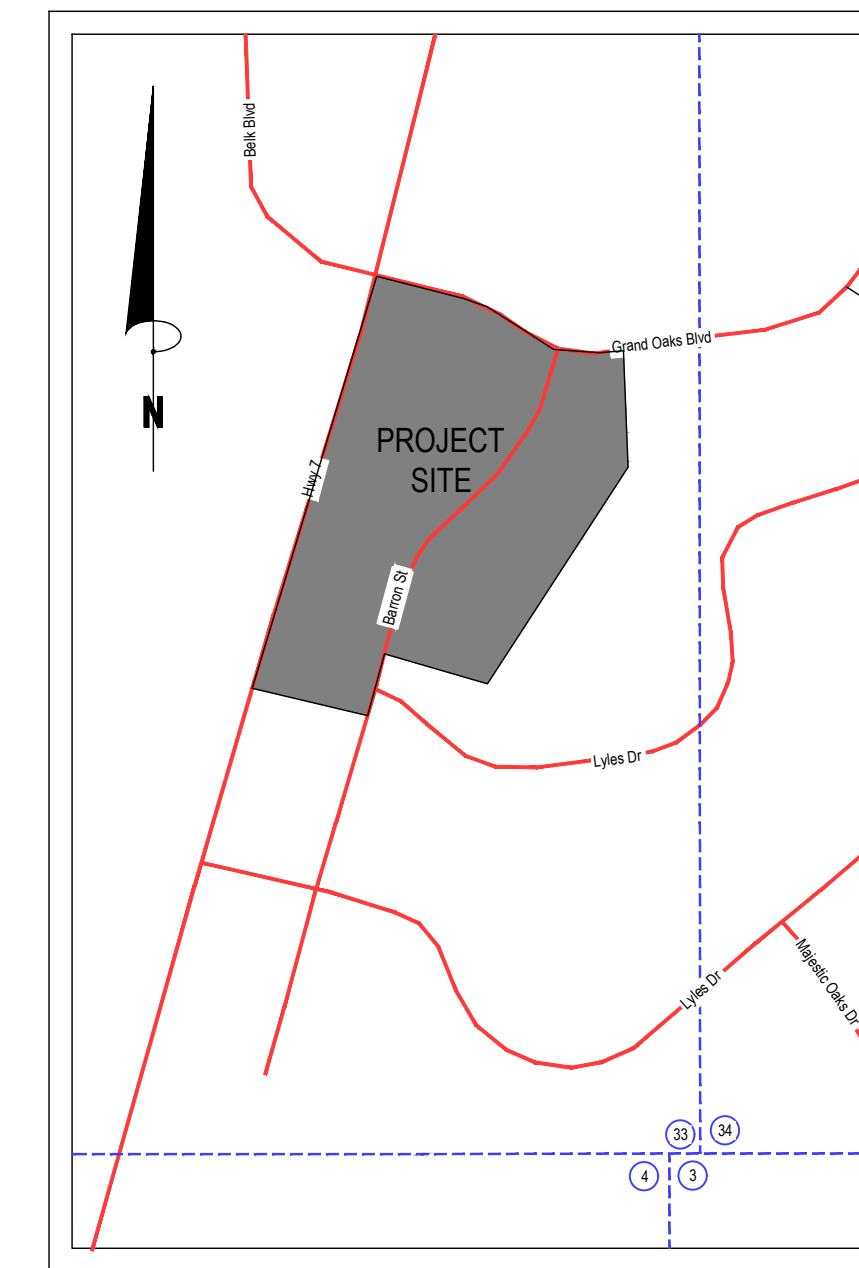 Belk Blvd
Grand Oaks Blvd
N
PROJECT
SITE
Hwy 7
Barron St
Lyles Dr
Majestic Oaks Dr
Lyles Dr
33
34
4
3